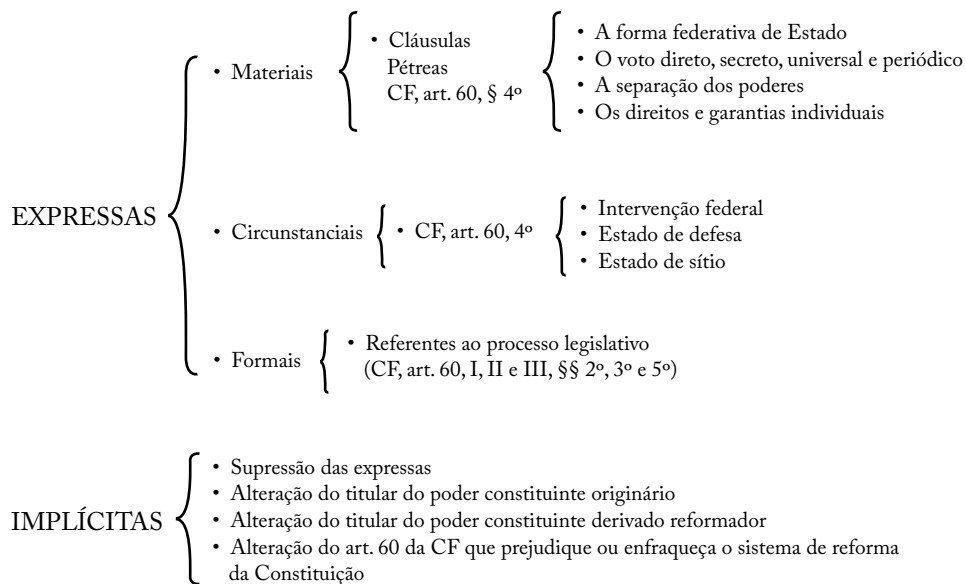 EXPRESSAS
• Materiais
• Cláusulas
Pétreas
CF, art. 60, § 4º
• A forma federativa de Estado
• O voto direto, secreto, universal e periódico
• A separação dos poderes
• Os direitos e garantias individuais
• Circunstanciais
• CF, art. 60, 4º
• Intervenção federal
• Estado de defesa
• Estado de sítio
• Formais
• Referentes ao processo legislativo
(CF, art. 60, I, II e III, §§ 2º, 3º e 5º)
IMPLÍCITAS
• Supressão das expressas
• Alteração do titular do poder constituinte originário
• Alteração do titular do poder constituinte derivado reformador
• Alteração do art. 60 da CF que prejudique ou enfraqueça o sistema de reforma
da Constituição